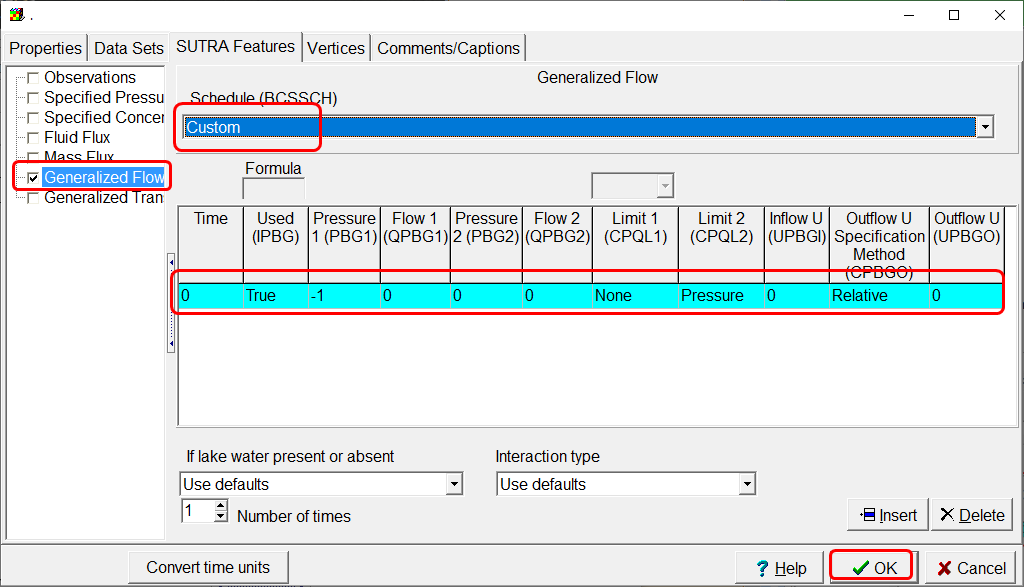 .
Properties Data Sets SUTRA Features Vertices Comments/Captions
Observations
Specified Pressu
Specified Concer
Fluid Flux
Mass Flux
Generalized Flow
Generalized Tran
Generalized Flow
Schedule (BCSSCH)
Custom
Formula
Time Used Pressure Flow 1 Pressure Flow 2 Limit 1 Limit 2 Inflow U Outflow U Outflow U
(IPBG) 1 (PBG1) (QPBG1) 2 (PBG2) (QPBG2) (CPQL1) (CPQL2) (UPBGI) Specification (UPBGO)
Method
(CPBGO)
0 True -1 0 0 0 None Pressure 0 Relative 0
If lake water present or absent Interaction type
Use defaults Use defaults
1 Number of times
Insert Delete
Convert time units ? Help OK Cancel